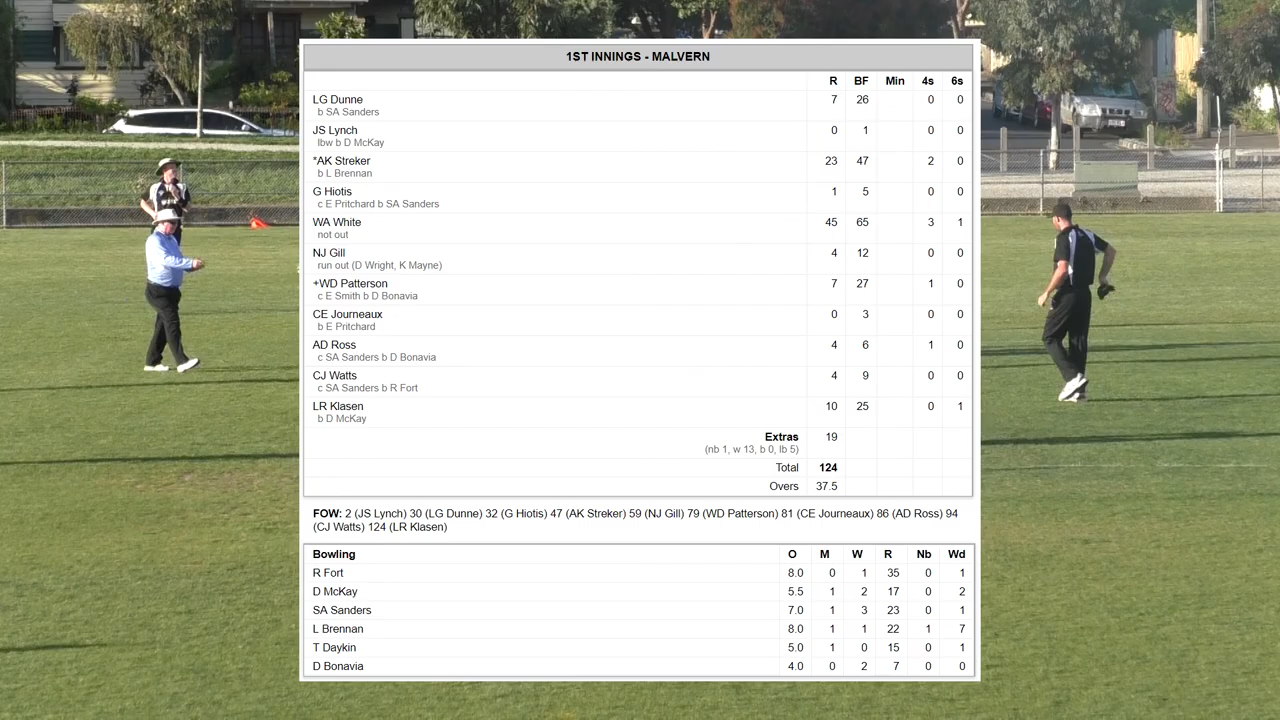 1ST INNINGS - MALVERN
R BF Min 4s 6s
LG Dunne 7 26 0 0
b SA Sanders
JS Lynch 0 1 0 0
lbw b D McKay
*AK Streker 23 47 2 0
b L Brennan
G Hiotis 1 5 0 0
c E Pritchard b SA Sanders
WA White 45 65 3 1
not out
NJ Gill 4 12 0 0
run out (D Wright, K Mayne)
+WD Patterson 7 27 1 0
c E Smith b D Bonavia
CE Journeaux 0 3 0 0
b E Pritchard
AD Ross 4 6 1 0
c SA Sanders b D Bonavia
CJ Watts 4 9 0 0
c SA Sanders b R Fort
LR Klasen 10 25 0 1
b D McKay
Extras 19
(nb 1, w 13, b 0, lb 5)
Total 124
Overs 37.5
FOW: 2 (JS Lynch) 30 (LG Dunne) 32 (G Hiotis) 47 (AK Streker) 59 (NJ Gill) 79 (WD Patterson) 81 (CE Journeaux) 86 (AD Ross) 94
(CJ Watts) 124 (LR Klasen)
Bowling O M W R Nb Wd
R Fort 8.0 0 1 35 0 1
D McKay 5.5 1 2 17 0 2
SA Sanders 7.0 1 3 23 0 1
L Brennan 8.0 1 1 22 1 7
T Daykin 5.0 1 0 15 0 1
D Bonavia 4.0 0 2 7 0 0